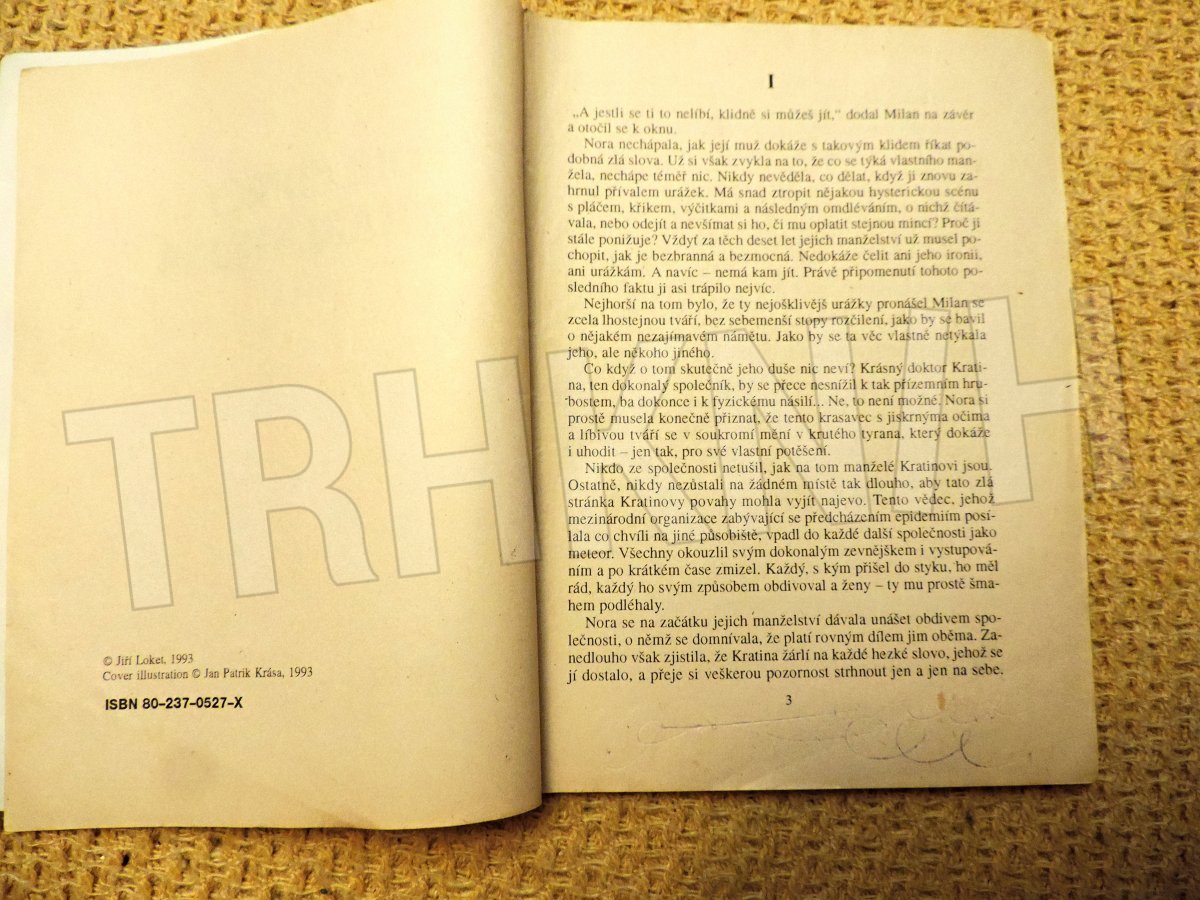 © Jiří Loket, 1993
Cover illustration © Jan Patrik Krása, 1993
ISBN 80-237-0527-X
I
„A jestli se ti to nelíbí, klidně si můžeš jít,“ dodal Milan na závěr
a otočil se k oknu.
Nora nechápala, jak její muž dokáže s takovým klidem říkat po-
dobná zlá slova. Už si však zvykla na to, že co se týká vlastního man-
žela, nechápe téměř nic. Nikdy nevěděla, co dělat, když ji znovu za-
hrnul přívalem urážek. Má snad ztropit nějakou hysterickou scénu
s pláčem, křikem, výčitkami a následným omdléváním, o nichž čítá-
vala, nebo odejít a nevšímat si ho, či mu oplatit stejnou mincí? Proč ji
stále ponižuje? Vždyť za těch deset let jejich manželství už musel po-
chopit, jak je bezbranná a bezmocná. Nedokáže čelit ani jeho ironii,
ani urážkám. A navíc – nemá kam jít. Právě připomenutí tohoto po-
sledního faktu ji asi trápilo nejvíc.
Nejhorší na tom bylo, že ty nejošklivějš urážky pronášel Milan se
zcela lhostejnou tváří, bez sebemenší stopy rozčilení, jako by se bavil
o nějakém nezajímavém námětu. Jako by se ta věc vlastně netýkala
jeho, ale někoho jiného.
Co když o tom skutečně jeho duše nic neví? Krásný doktor Krati-
na, ten dokonalý společník, by se přece nesnížil k tak přízemním hru-
bostem, ba dokonce i k fyzickému násilí... Ne, to není možné. Nora si
prostě musela konečně přiznat, že tento krasavec s jiskrnýma očima
a líbivou tváří se v soukromí mění v krutého tyrana, který dokáže
i uhodit – jen tak, pro své vlastní potěšení.
Nikdo ze společnosti netušil, jak na tom manželé Kratinovi jsou.
Ostatně, nikdy nezůstali na žádném místě tak dlouho, aby tato zlá
stránka Kratinovy povahy mohla vyjít najevo. Tento vědec, jehož
mezinárodní organizace zabývající se předcházením epidemiím posí-
lala co chvíli na jiné působiště, vpadl do každé další společnosti jako
meteor. Všechny okouzlil svým dokonalým zevnějškem i vystupová-
ním a po krátkém čase zmizel. Každý, s kým přišel do styku, ho měl
rád, každý ho svým způsobem obdivoval a ženy – ty mu prostě šma-
hem podléhaly.
Nora se na začátku jejich manželství dávala unášet obdivem spo-
lečnosti, o němž se domnívala, že platí rovným dílem jim oběma. Za-
nedlouho však zjistila, že Kratina žárlí na každé hezké slovo, jehož se
jí dostalo, a přeje si veškerou pozornost strhnout jen a jen na sebe.
3
TRHKNIH